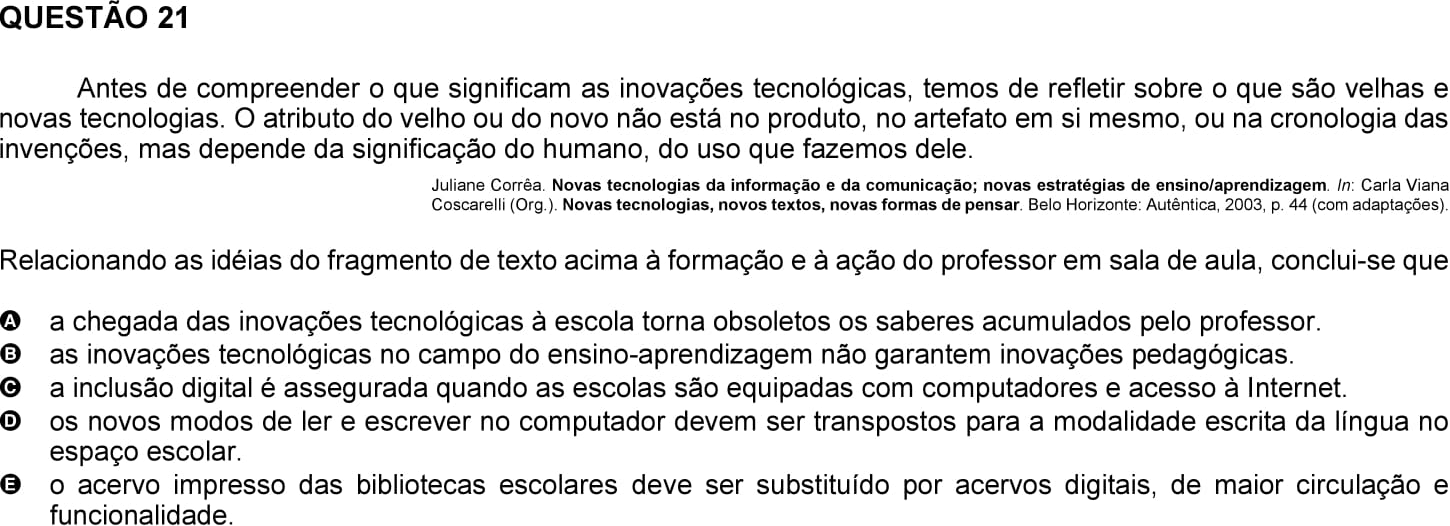 QUESTÃO 21
Antes de compreender o que significam as inovações tecnológicas, temos de refletir sobre o que são velhas e
novas tecnologias. O atributo do velho ou do novo não está no produto, no artefato em si mesmo, ou na cronologia das
invenções, mas depende da significação do humano, do uso que fazemos dele.
Juliane Corrêa. Novas tecnologias da informação e da comunicação; novas estratégias de ensino/aprendizagem. In: Carla Viana
Coscarelli (Org.). Novas tecnologias, novos textos, novas formas de pensar. Belo Horizonte: Autêntica, 2003, p. 44 (com adaptações).
Relacionando as idéias do fragmento de texto acima à formação e à ação do professor em sala de aula, conclui-se que
A a chegada das inovações tecnológicas à escola torna obsoletos os saberes acumulados pelo professor.
B as inovações tecnológicas no campo do ensino-aprendizagem não garantem inovações pedagógicas.
C a inclusão digital é assegurada quando as escolas são equipadas com computadores e acesso à Internet.
D os novos modos de ler e escrever no computador devem ser transpostos para a modalidade escrita da língua no
espaço escolar.
E o acervo impresso das bibliotecas escolares deve ser substituído por acervos digitais, de maior circulação e
funcionalidade.